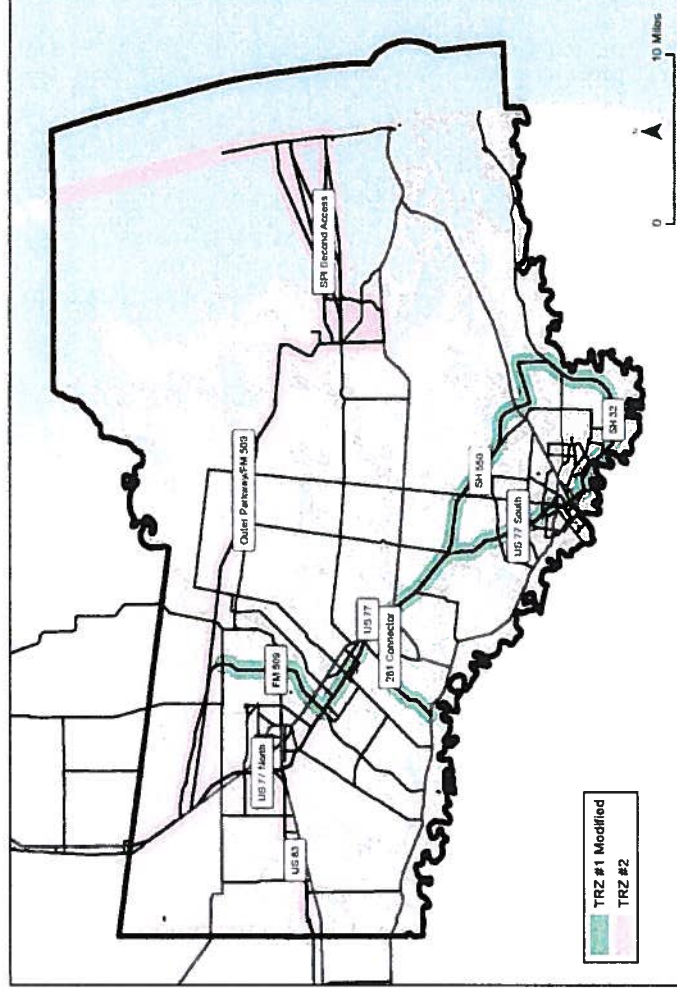 SPI Second Access
Outer Parkway/FM 509
SH 550
SH 32
US 77 South
US 77
281 Connector
FM 509
US 77 North
US 83
TRZ #1 Modified
TRZ #2
0
10 Miles